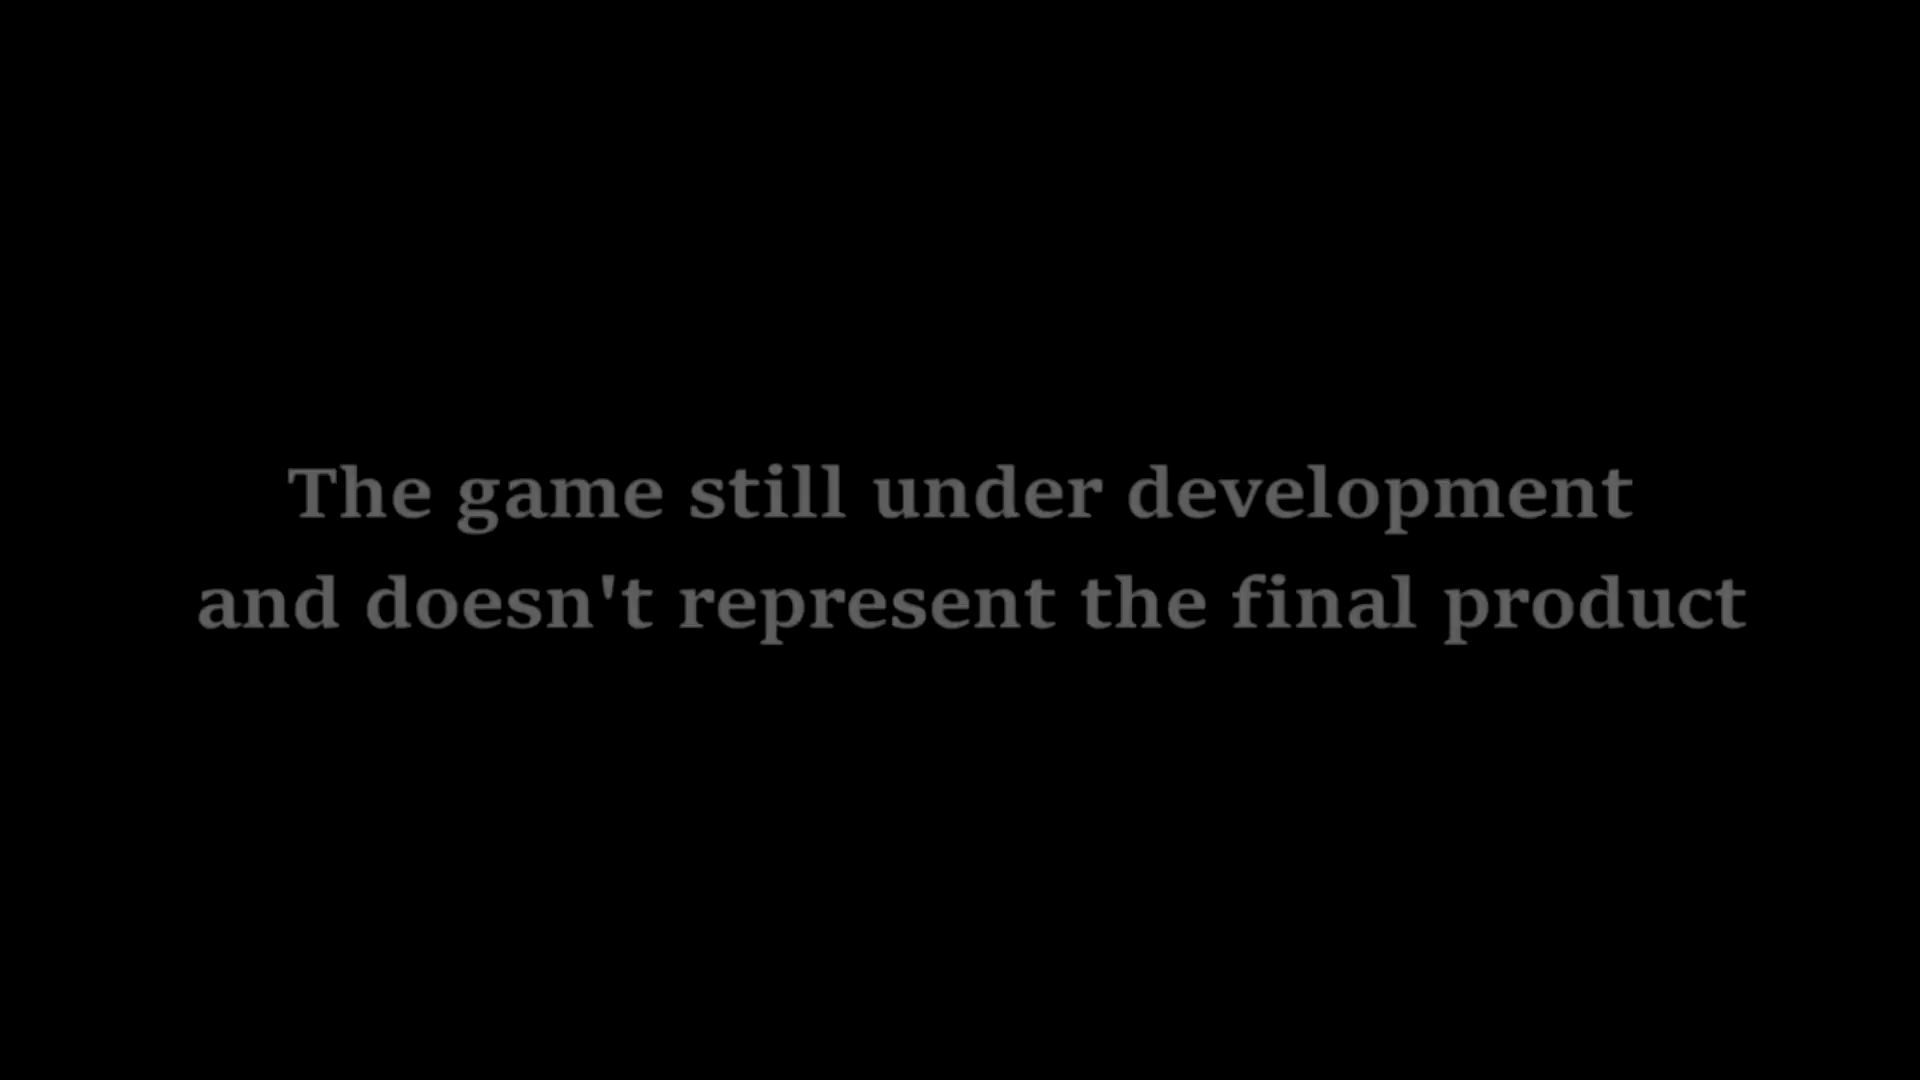 The game still under development
and doesn't represent the final product